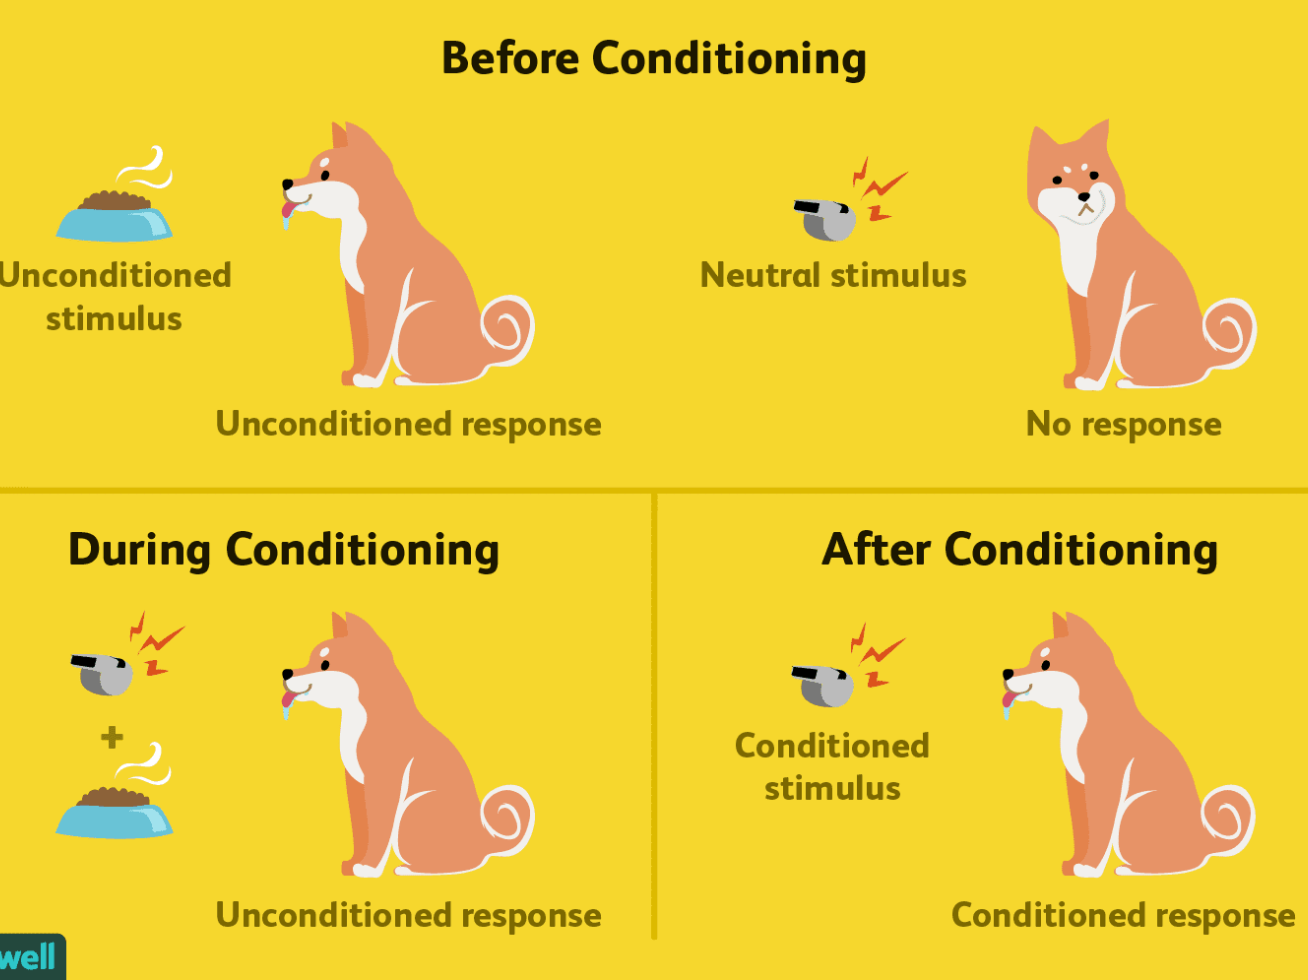 Before Conditioning
Unconditioned
stimulus
Unconditioned response
Neutral stimulus
No response
During Conditioning
+
Unconditioned response
After Conditioning
Conditioned
stimulus
Conditioned response
well